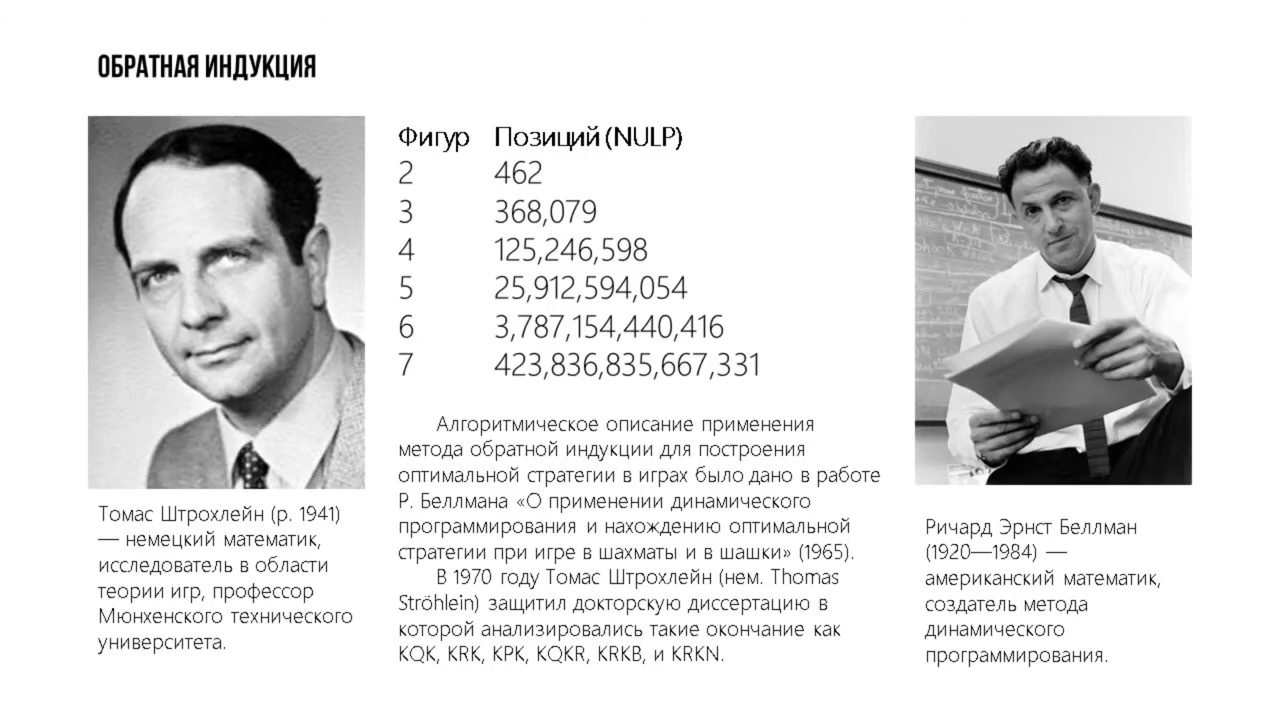 ОБРАТНАЯ ИНДУКЦИЯ
Фигур Позиций (NULP)
2 462
3 368,079
4 125,246,598
5 25,912,594,054
6 3,787,154,440,416
7 423,836,835,667,331
Алгоритмическое описание применения
метода обратной индукции для построения
оптимальной стратегии в играх было дано в работе
Р. Беллмана «О применении динамического
программирования и нахождению оптимальной
стратегии при игре в шахматы и в шашки» (1965).
В 1970 году Томас Штрохлейн (нем. Thomas
Ströhlein) защитил докторскую диссертацию в
которой анализировались такие окончание как
KQK, KRK, KPK, KQKR, KRKB, и KRKN.
Томас Штрохлейн (р. 1941)
— немецкий математик,
исследователь в области
теории игр, профессор
Мюнхенского технического
университета.
Ричард Эрнст Беллман
(1920—1984) —
американский математик,
создатель метода
динамического
программирования.